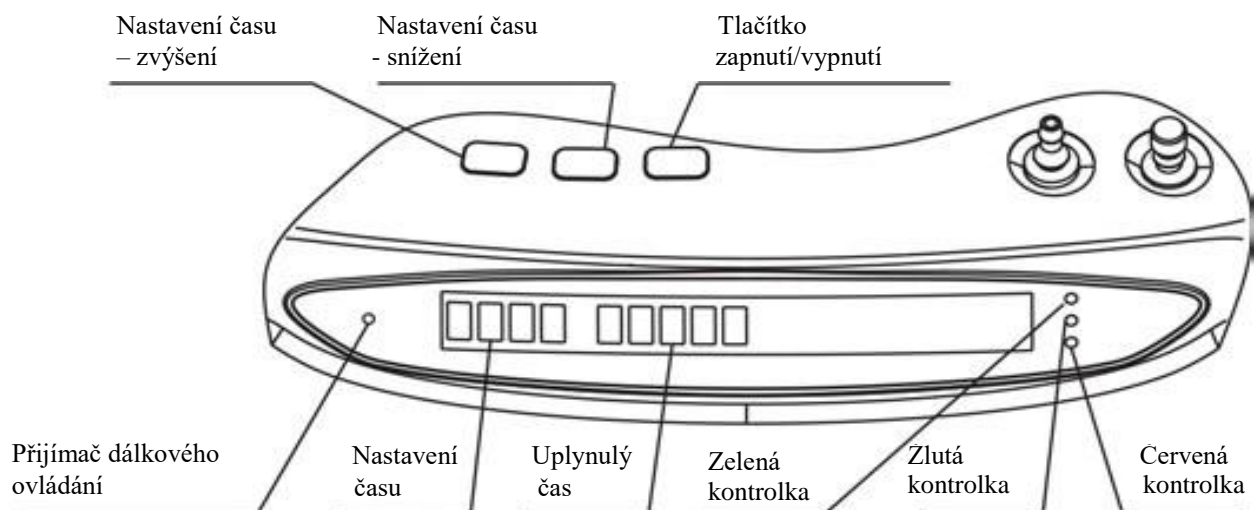 Nastavení času
– zvýšení
Nastavení času
- snížení
Tlačítko
zapnutí/vypnutí
Přijímač dálkového
ovládání
Nastavení
času
Uplynulý
čas
Zelená
kontrolka
Žlutá
kontrolka
Červená
kontrolka